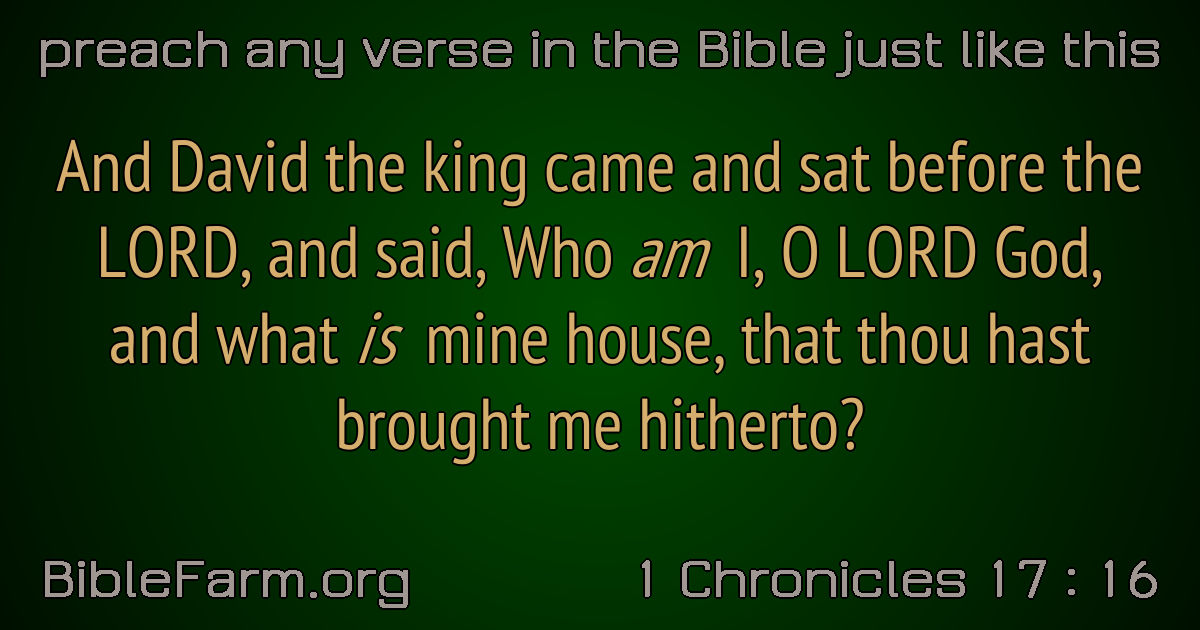 preach any verse in the Bible just like this
And David the king came and sat before the
LORD, and said, Who am I, O LORD God,
and what is mine house, that thou hast
brought me hitherto?
BibleFarm.org
1 Chronicles 17 : 16